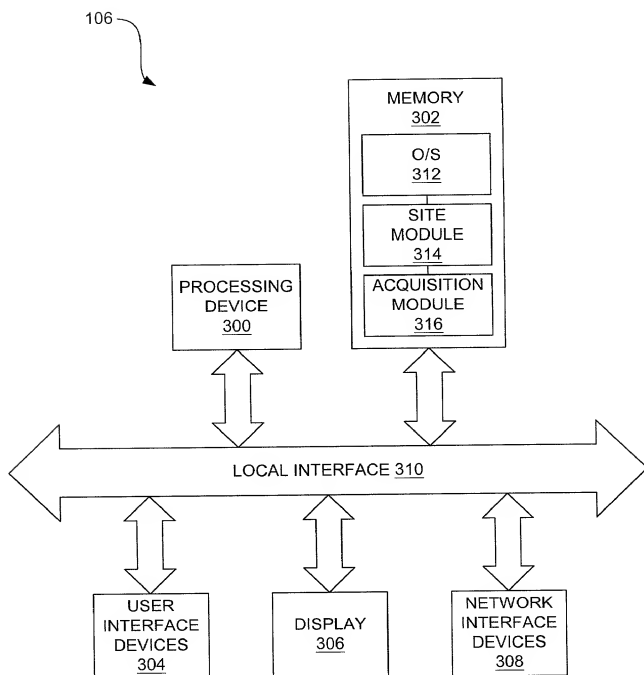 106
MEMORY
302
O/S
312
SITE
MODULE
314
ACQUISITION
MODULE
316
PROCESSING
DEVICE
300
LOCAL INTERFACE 310
USER
INTERFACE
DEVICES
304
DISPLAY
306
NETWORK
INTERFACE
DEVICES
308